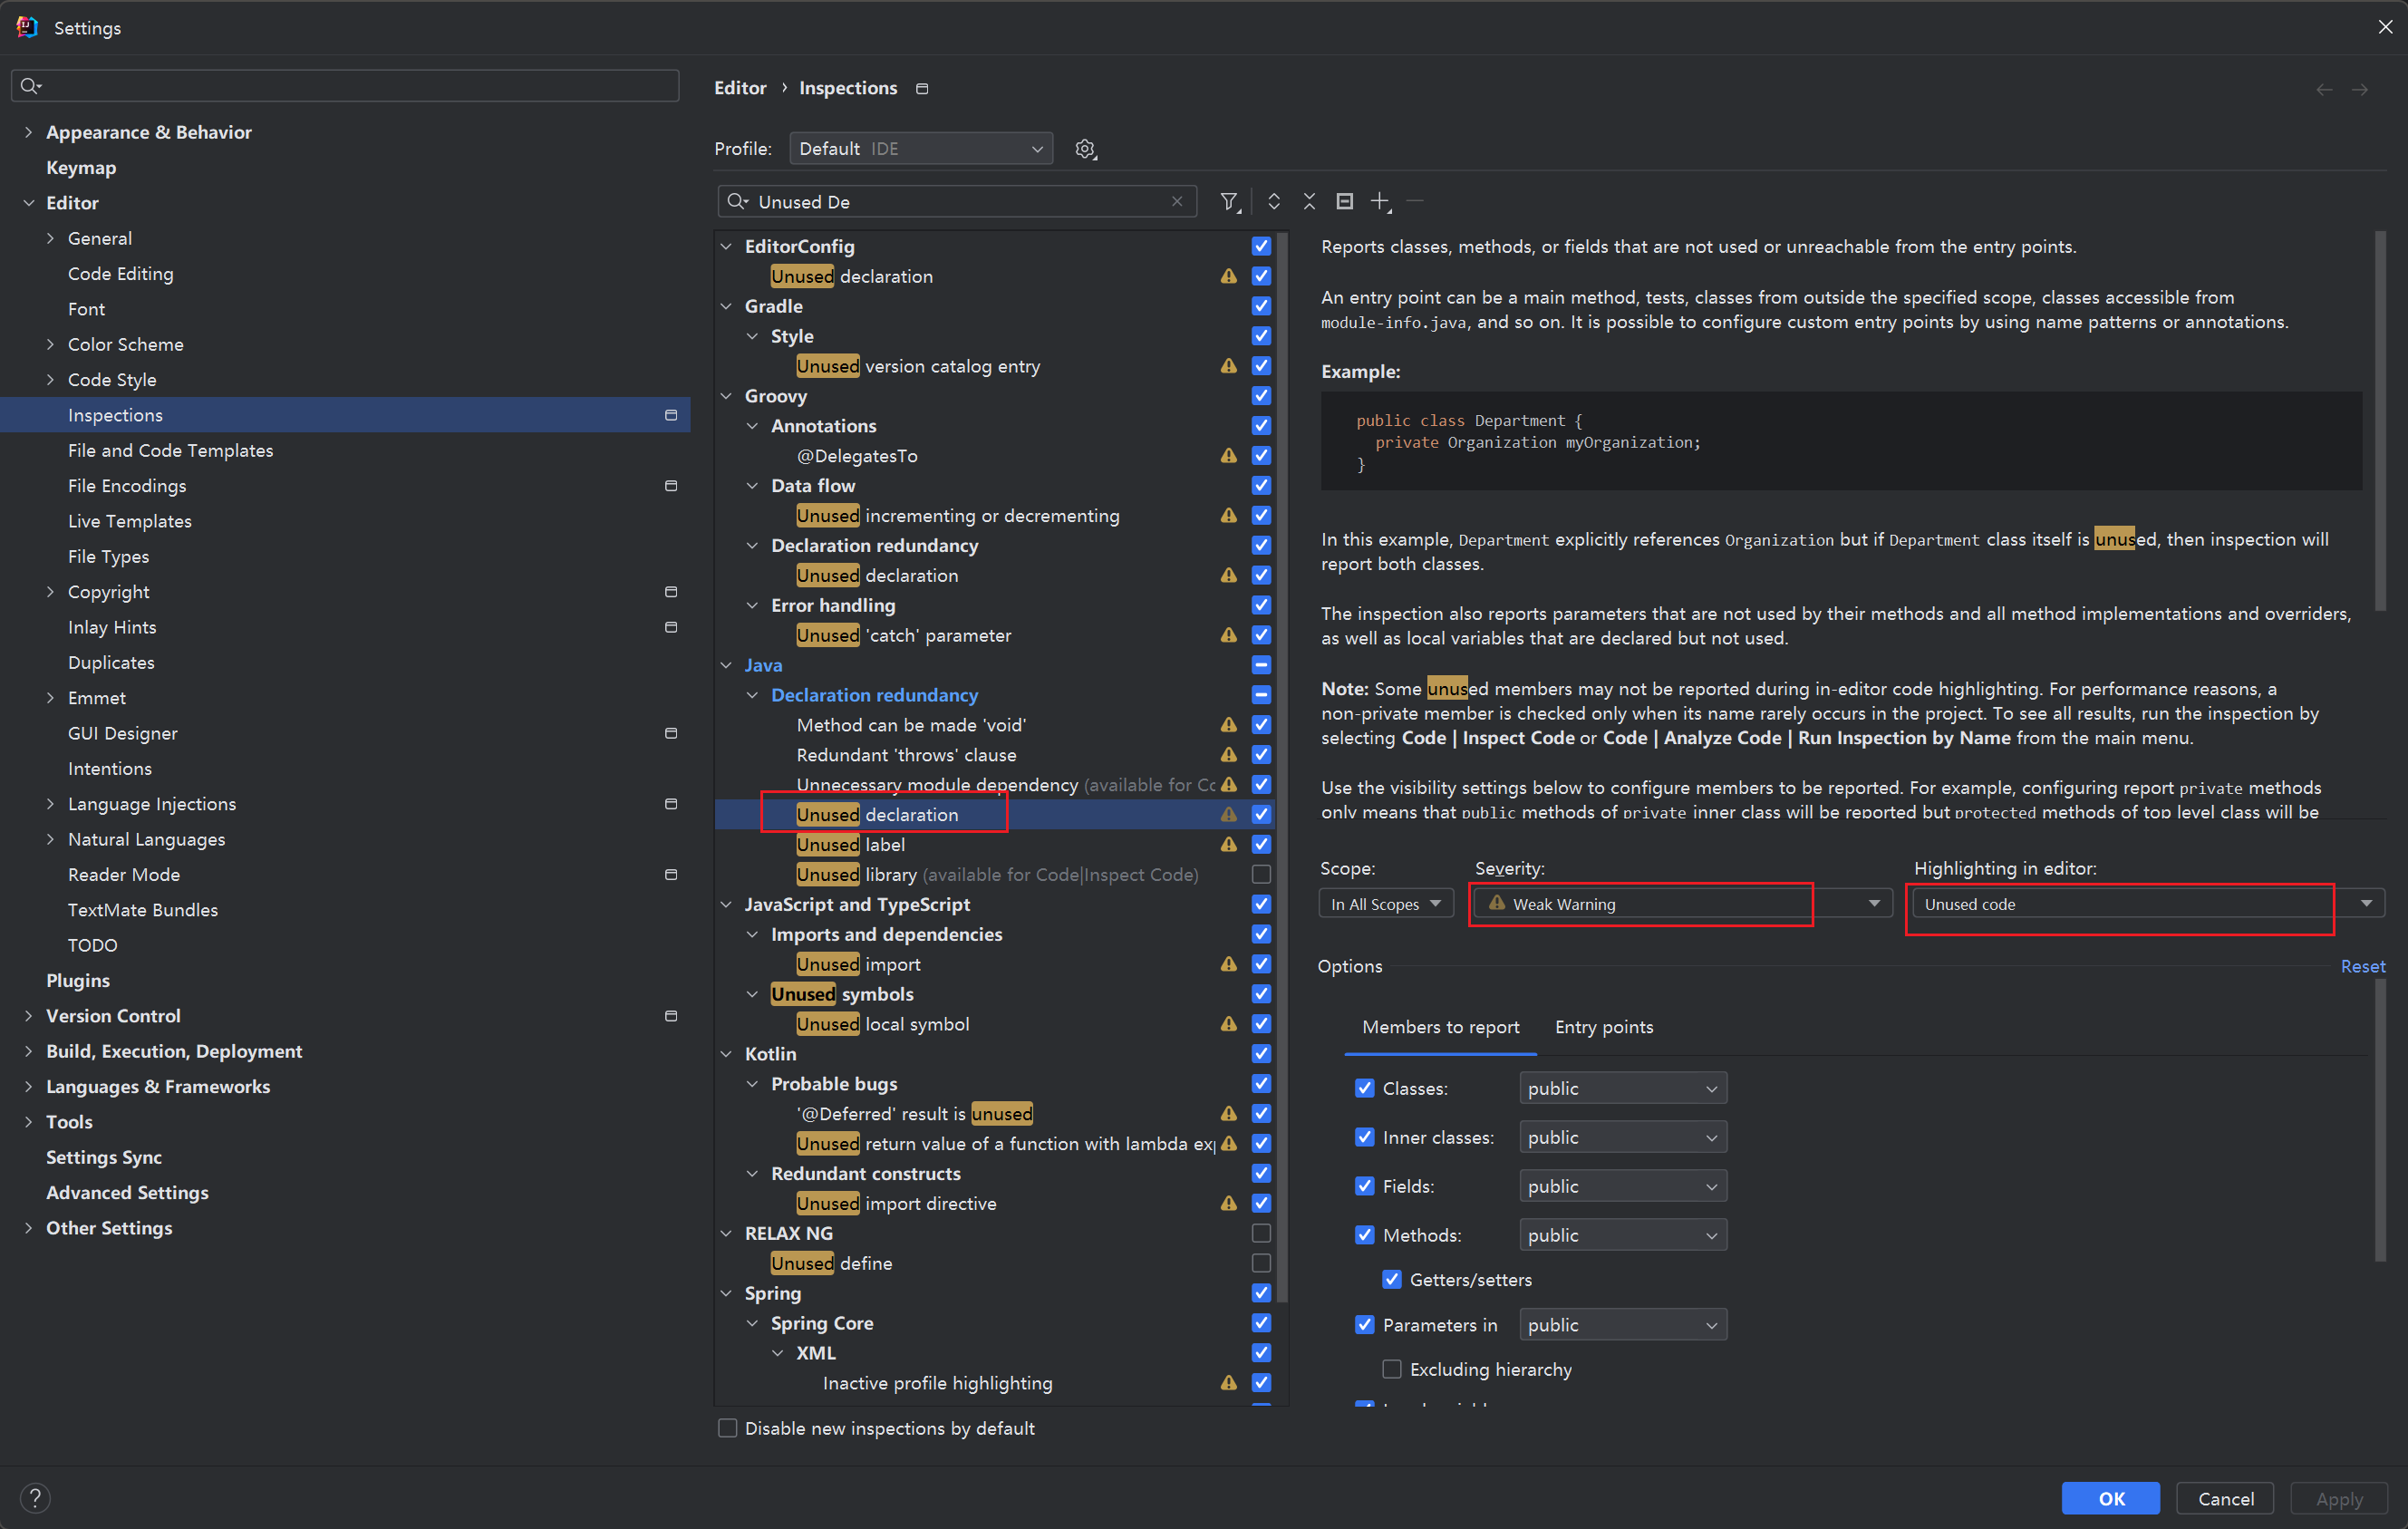 Settings
Appearance & Behavior
Keymap
Editor
General
Code Editing
Font
Color Scheme
Code Style
Inspections
File and Code Templates
File Encodings
Live Templates
File Types
Copyright
Inlay Hints
Duplicates
Emmet
GUI Designer
Intentions
Language Injections
Natural Languages
Reader Mode
TextMate Bundles
TODO
Plugins
Version Control
Build, Execution, Deployment
Languages & Frameworks
Tools
Settings Sync
Advanced Settings
Other Settings
Editor › Inspections
Profile: Default IDE
Unused De
EditorConfig
Unused declaration
Gradle
Style
Unused version catalog entry
Groovy
Annotations
@DelegatesTo
Data flow
Unused incrementing or decrementing
Declaration redundancy
Unused declaration
Error handling
Unused 'catch' parameter
Java
Declaration redundancy
Method can be made 'void'
Redundant 'throws' clause
Unnecessary module dependency (available for Cc
Unused declaration
Unused label
Unused library (available for Code|Inspect Code)
JavaScript and TypeScript
Imports and dependencies
Unused import
Unused symbols
Unused local symbol
Kotlin
Probable bugs
'@Deferred' result is unused
Unused return value of a function with lambda ex
Redundant constructs
Unused import directive
RELAX NG
Unused define
Spring
Spring Core
XML
Inactive profile highlighting
Disable new inspections by default
Reports classes, methods, or fields that are not used or unreachable from the entry points.
An entry point can be a main method, tests, classes from outside the specified scope, classes accessible from
module-info.java, and so on. It is possible to configure custom entry points by using name patterns or annotations.
Example:
public class Department {
private Organization myOrganization;
}
In this example, Department explicitly references Organization but if Department class itself is unused, then inspection will
report both classes.
The inspection also reports parameters that are not used by their methods and all method implementations and overriders,
as well as local variables that are declared but not used.
Note: Some unused members may not be reported during in-editor code highlighting. For performance reasons, a
non-private member is checked only when its name rarely occurs in the project. To see all results, run the inspection by
selecting Code | Inspect Code or Code | Analyze Code | Run Inspection by Name from the main menu.
Use the visibility settings below to configure members to be reported. For example, configuring report private methods
only means that public methods of private inner class will be reported but protected methods of top level class will be
Scope: Severity: Highlighting in editor:
In All Scopes Weak Warning Unused code
Options Reset
Members to report Entry points
Classes: public
Inner classes: public
Fields: public
Methods: public
Getters/setters
Parameters in public
Excluding hierarchy
? OK Cancel Apply